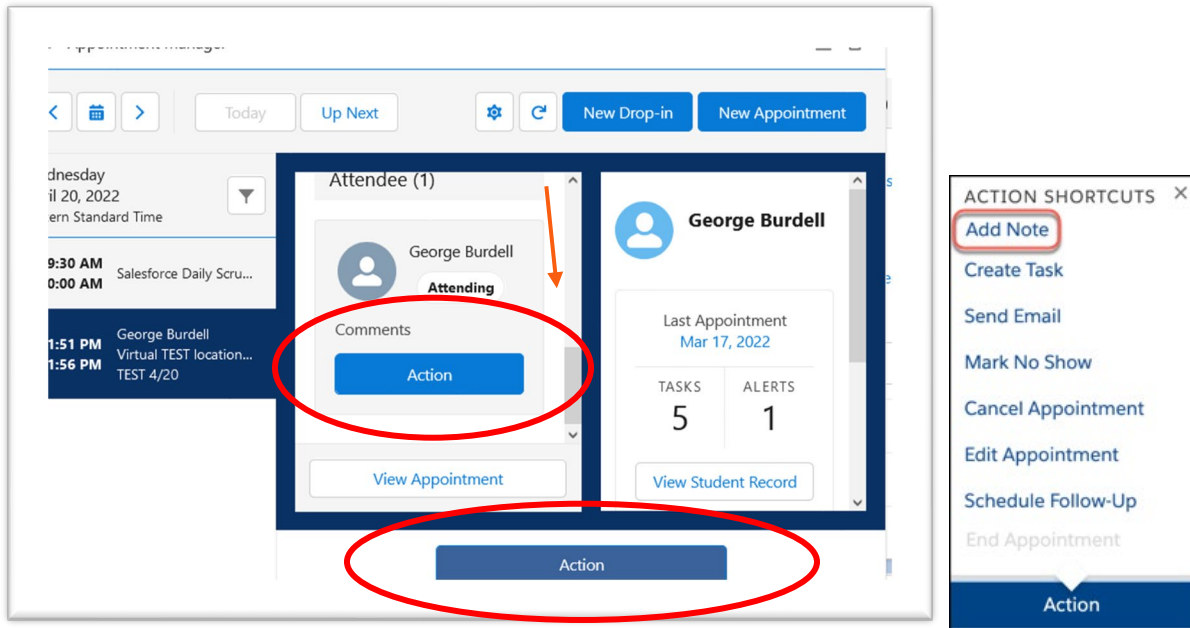 Today
Up Next
New Drop-in
New Appointment
dnesday
il 20, 2022
ern Standard Time
9:30 AM
0:00 AM
Salesforce Daily Scru...
1:51 PM
1:56 PM
George Burdell
Virtual TEST location...
TEST 4/20
Attendee (1)
George Burdell
Attending
Comments
Action
View Appointment
George Burdell
Last Appointment
Mar 17, 2022
TASKS
5
ALERTS
1
View Student Record
Action
ACTION SHORTCUTS ×
Add Note
Create Task
Send Email
Mark No Show
Cancel Appointment
Edit Appointment
Schedule Follow-Up
End Appointment
Action